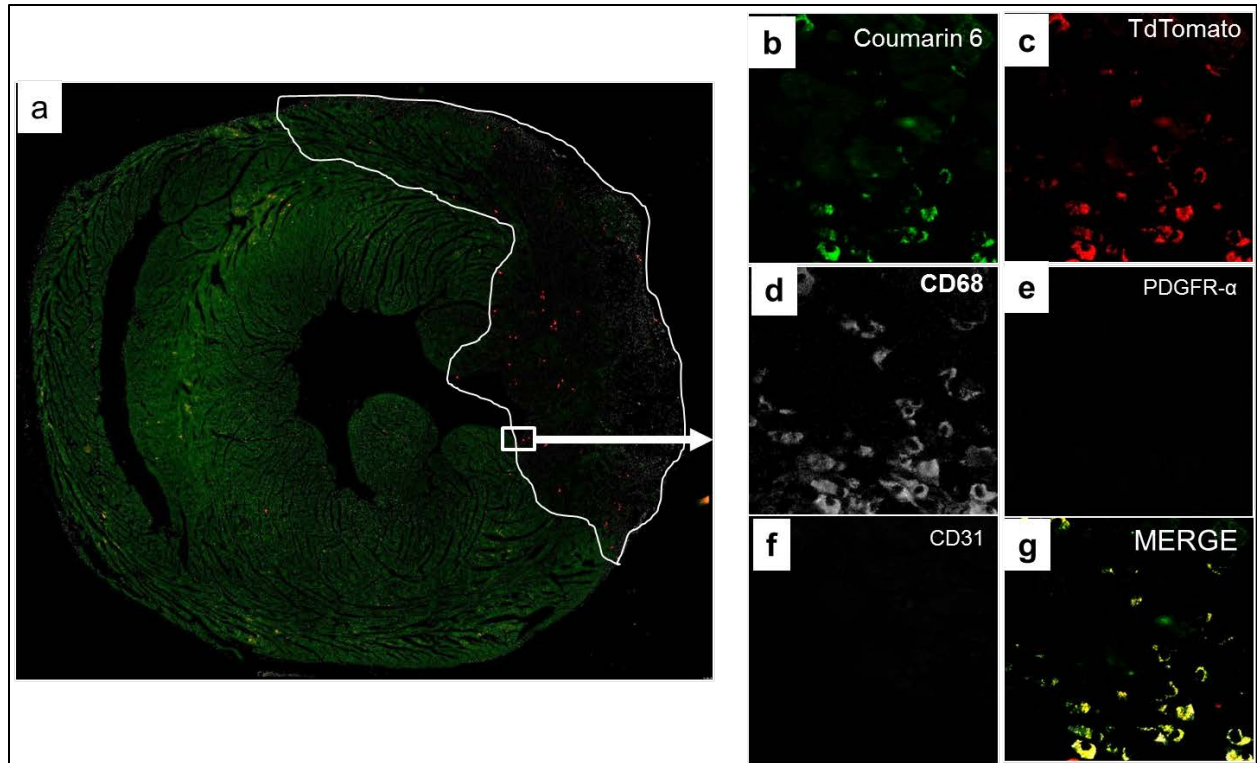 a
b
Coumarin 6
c
TdTomato
d
CD68
e
PDGFR-α
f
CD31
g
MERGE